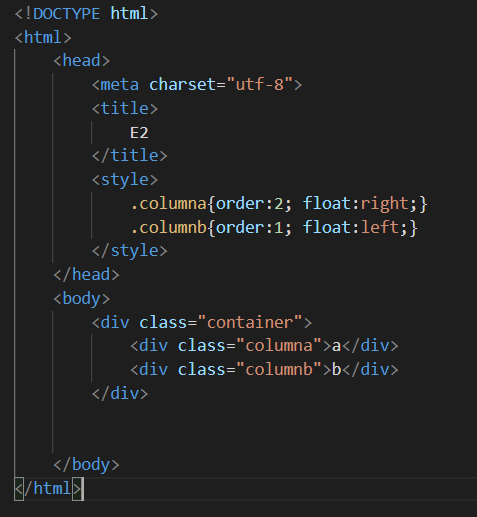 <!DOCTYPE html>
<html>
    <head>
        <meta charset="utf-8">
        <title>
            E2
        </title>
        <style>
            .columna{order:2; float:right;}
            .columnb{order:1; float:left;}
        </style>
    </head>
    <body>
        <div class="container">
            <div class="columna">a</div>
            <div class="columnb">b</div>
        </div>
    </body>
</html>